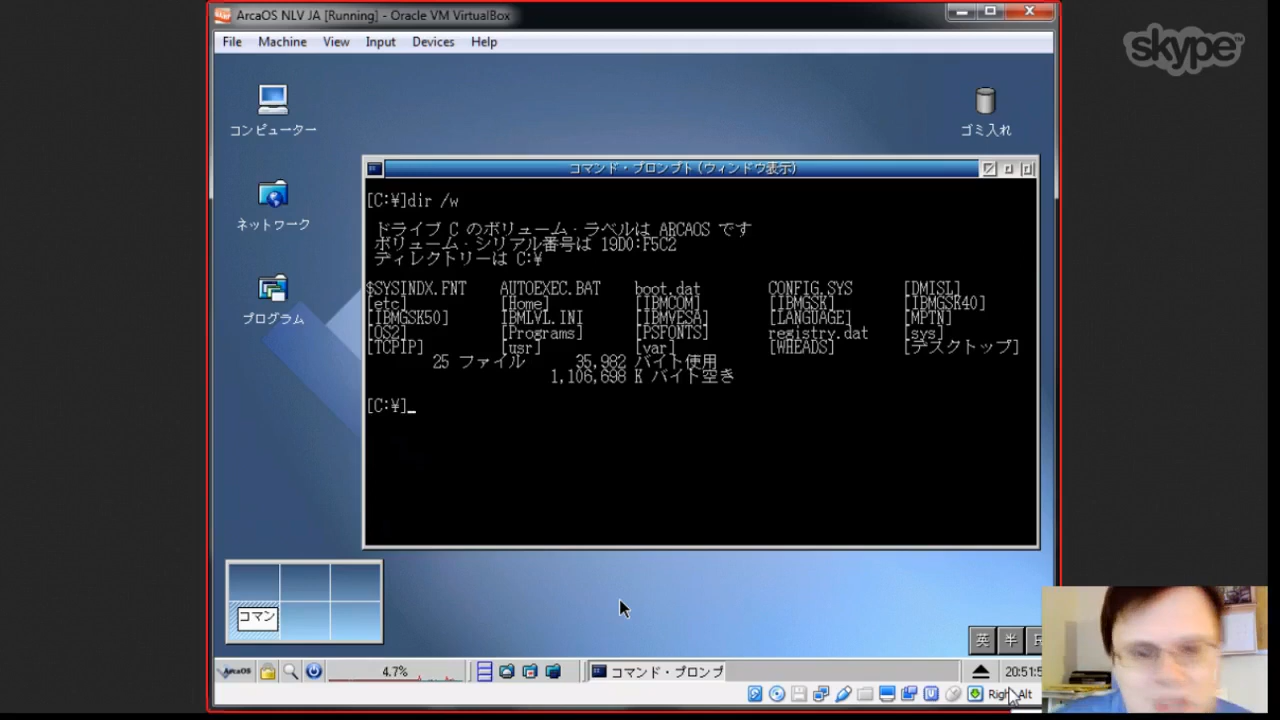 ArcaOS NLV JA [Running] - Oracle VM VirtualBox
File Machine View Input Devices Help
skype™
コンピューター
ゴミ入れ
ネットワーク
プログラム
コマンド・プロンプト(ウィンドウ表示)
[C:¥]dir /w
ドライブ C のボリューム・ラベルは ARCAOS です
ボリューム・シリアル番号は 19D0:F5C2
ディレクトリーは C:¥
$SYSINDX.FNT AUTOEXEC.BAT boot.dat CONFIG.SYS [DMISL]
[etc] [Home] [IBMCOM] [IBMGSK] [IBMGSK40]
[IBMGSK50] IBMLVL.INI [IBMVESA] [LANGUAGE] [MPTN]
[OS2] [Programs] [PSFONTS] registry.dat [sys]
[TCPIP] [usr] [var] [WHEADS] [デスクトップ]
25 ファイル 35,982 バイト使用
1,106,698 K バイト空き
[C:¥]_
コマン
英 半
ArcaOS 4.7% コマンド・プロンプ 20:51:5
Right Alt